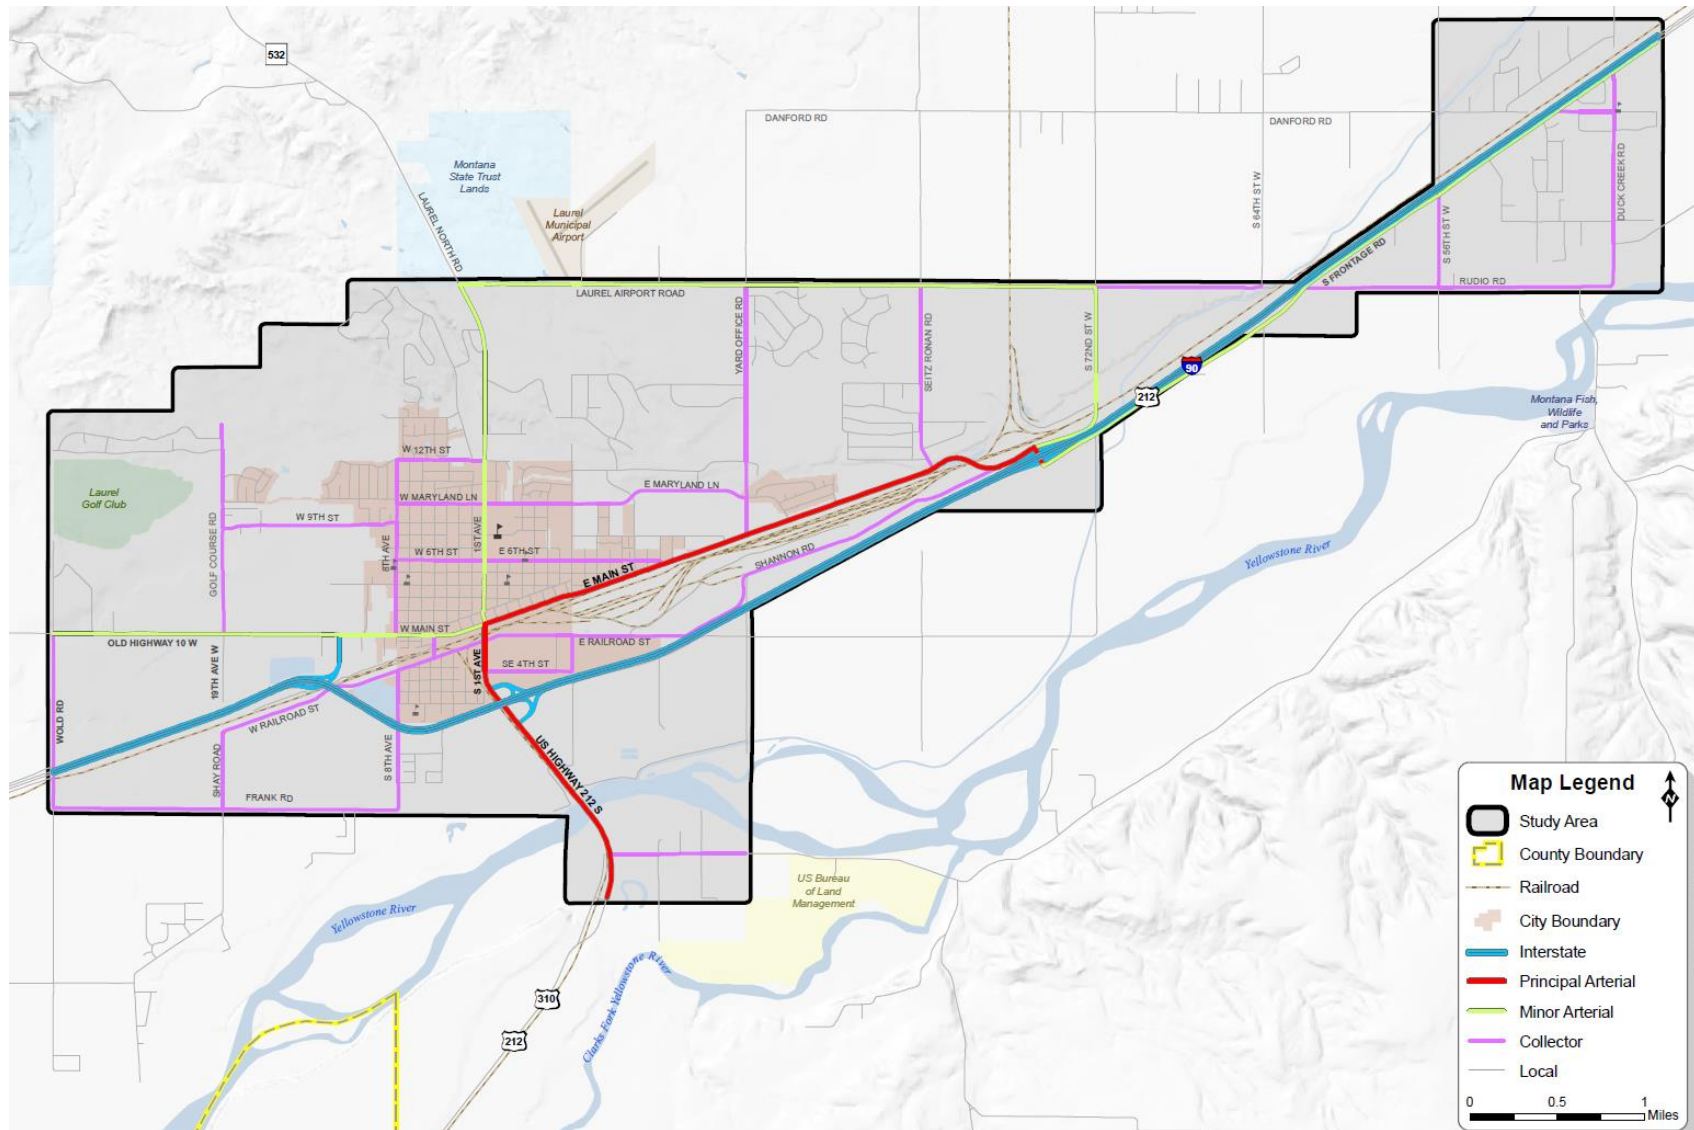 532
DANFORD RD
DANFORD RD
Montana
State Trust
Lands
LAUREL NORTH RD
Laurel
Municipal
Airport
S 64TH ST W
DUCK CREEK RD
S 56TH ST W
S FRONTAGE RD
RUDIO RD
LAUREL AIRPORT ROAD
YARD OFFICE RD
SEITZ RONAN RD
S 72ND ST W
90
212
Montana Fish,
Wildlife
and Parks
W 12TH ST
Laurel
Golf Club
W MARYLAND LN
E MARYLAND LN
W 9TH ST
GOLF COURSE RD
8TH AVE
1ST AVE
W 6TH ST
E 6TH ST
SHANNON RD
E MAIN ST
Yellowstone River
W MAIN ST
OLD HIGHWAY 10 W
E RAILROAD ST
SE 4TH ST
S 1ST AVE
19TH AVE W
WOLD RD
W RAILROAD ST
SHAY ROAD
S 8TH AVE
US HIGHWAY 212 S
FRANK RD
US Bureau
of Land
Management
Yellowstone River
Clarks Fork Yellowstone River
310
212
Map Legend
N
Study Area
County Boundary
Railroad
City Boundary
Interstate
Principal Arterial
Minor Arterial
Collector
Local
0 0.5 1
Miles